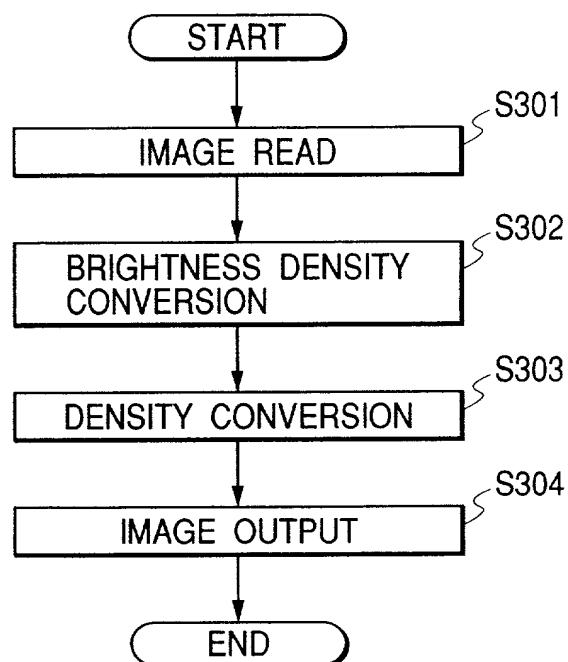 START
S301
IMAGE READ
S302
BRIGHTNESS DENSITY
CONVERSION
S303
DENSITY CONVERSION
S304
IMAGE OUTPUT
END